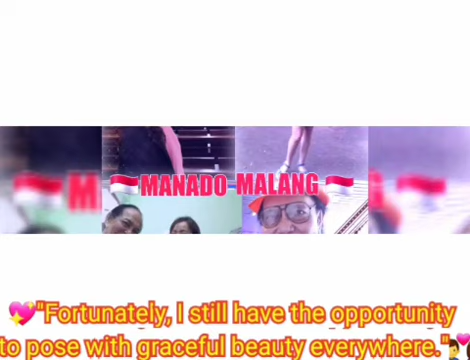 MANADO MALANG
"Fortunately, I still have the opportunity
to pose with graceful beauty everywhere."